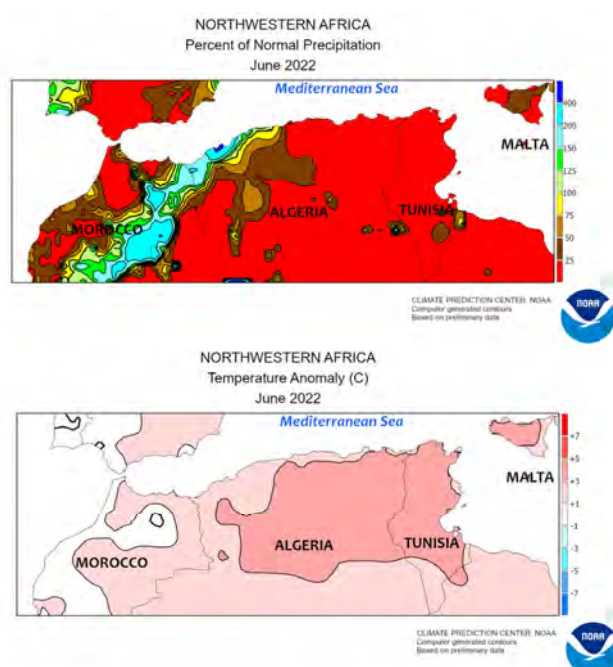 NORTHWESTERN AFRICA
Percent of Normal Precipitation
June 2022
Mediterranean Sea
MALTA
MOROCCO
ALGERIA
TUNISIA
400
200
150
125
100
75
50
25
CLIMATE PREDICTION CENTER, NOAA
Computer generated contours
Based on preliminary data
NOAA
NORTHWESTERN AFRICA
Temperature Anomaly (C)
June 2022
Mediterranean Sea
MALTA
MOROCCO
ALGERIA
TUNISIA
+7
+5
+3
+1
-1
-3
-5
-7
CLIMATE PREDICTION CENTER, NOAA
Computer generated contours
Based on preliminary data
NOAA